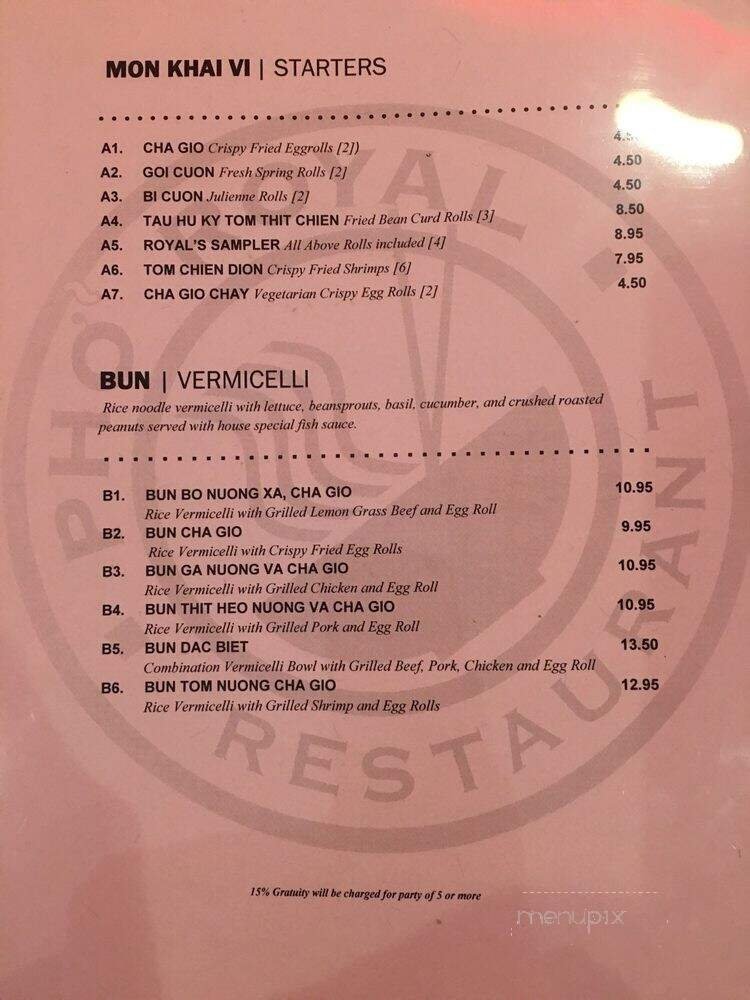 MON KHAI VI | STARTERS
A1. CHA GIO Crispy Fried Eggrolls [2])
A2. GOI CUON Fresh Spring Rolls [2] 4.50
A3. BI CUON Julienne Rolls [2] 4.50
A4. TAU HU KY TOM THIT CHIEN Fried Bean Curd Rolls [3] 8.50
A5. ROYAL'S SAMPLER All Above Rolls included [4] 8.95
A6. TOM CHIEN DION Crispy Fried Shrimps [6] 7.95
A7. CHA GIO CHAY Vegetarian Crispy Egg Rolls [2] 4.50
BUN | VERMICELLI
Rice noodle vermicelli with lettuce, beansprouts, basil, cucumber, and crushed roasted
peanuts served with house special fish sauce.
B1. BUN BO NUONG XA, CHA GIO 10.95
Rice Vermicelli with Grilled Lemon Grass Beef and Egg Roll
B2. BUN CHA GIO 9.95
Rice Vermicelli with Crispy Fried Egg Rolls
B3. BUN GA NUONG VA CHA GIO 10.95
Rice Vermicelli with Grilled Chicken and Egg Roll
B4. BUN THIT HEO NUONG VA CHA GIO 10.95
Rice Vermicelli with Grilled Pork and Egg Roll
B5. BUN DAC BIET 13.50
Combination Vermicelli Bowl with Grilled Beef, Pork, Chicken and Egg Roll
B6. BUN TOM NUONG CHA GIO 12.95
Rice Vermicelli with Grilled Shrimp and Egg Rolls
PHO ROYAL
RESTAURANT
15% Gratuity will be charged for party of 5 or more
menupix